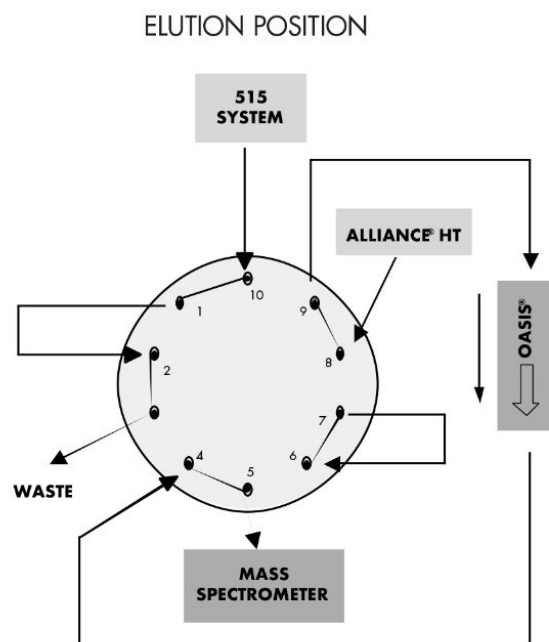 ELUTION POSITION
515
SYSTEM
ALLIANCE® HT
10
1
9
OASIS®
2
8
7
4
5
6
WASTE
MASS
SPECTROMETER